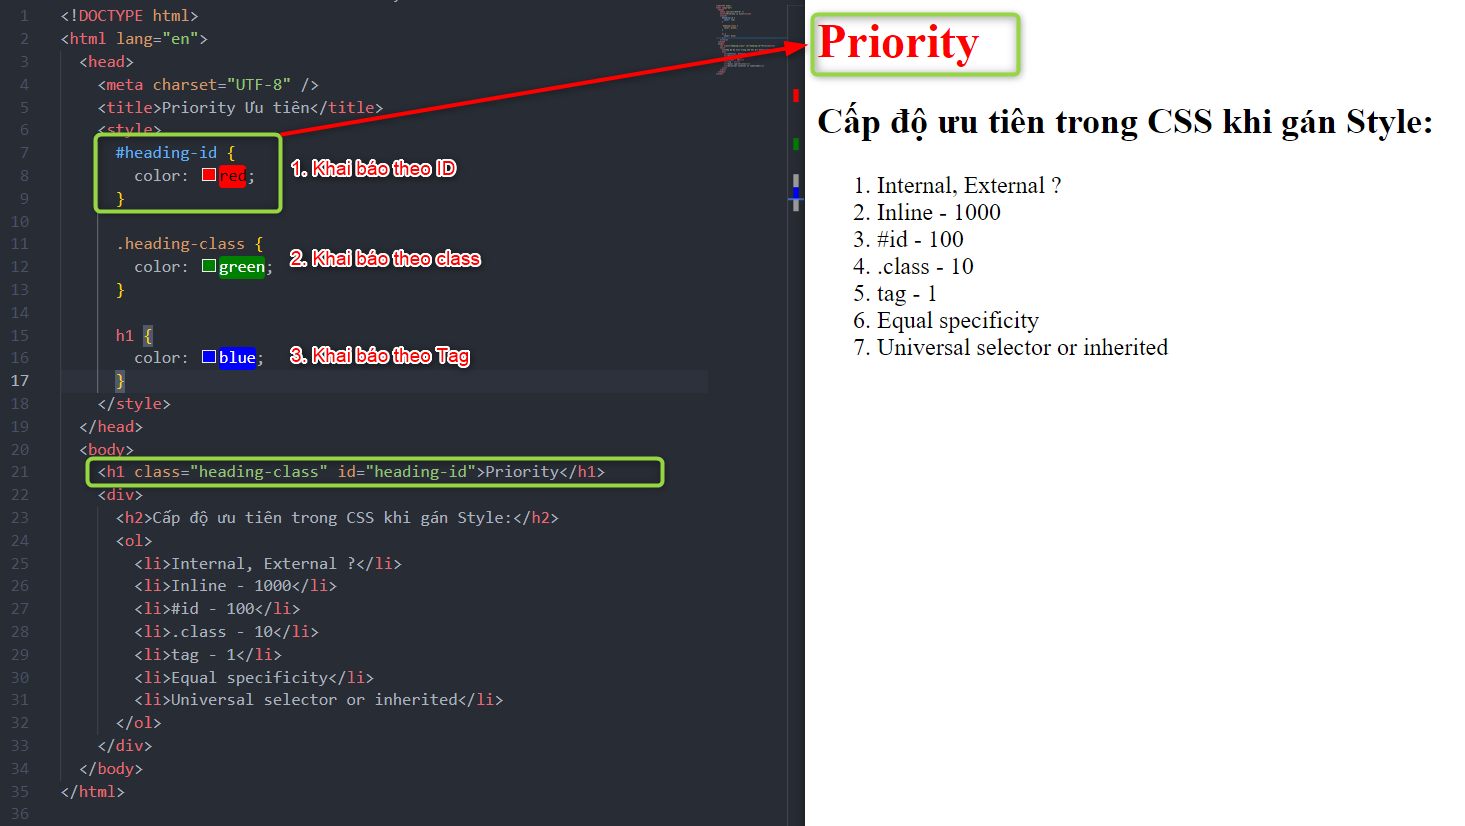 1 <!DOCTYPE html>
2 <html lang="en">
3 <head>
4 <meta charset="UTF-8" />
5 <title>Priority Ưu tiên</title>
6 <style>
7 #heading-id {
8 color: red;
9 }
10
11 .heading-class {
12 color: green;
13 }
14
15 h1 {
16 color: blue;
17 }
18 </style>
19 </head>
20 <body>
21 <h1 class="heading-class" id="heading-id">Priority</h1>
22 <div>
23 <h2>Cấp độ ưu tiên trong CSS khi gán Style:</h2>
24 <ol>
25 <li>Internal, External ?</li>
26 <li>Inline - 1000</li>
27 <li>#id - 100</li>
28 <li>.class - 10</li>
29 <li>tag - 1</li>
30 <li>Equal specificity</li>
31 <li>Universal selector or inherited</li>
32 </ol>
33 </div>
34 </body>
35 </html>
36
1. Khai báo theo ID
2. Khai báo theo class
3. Khai báo theo Tag
Priority
Cấp độ ưu tiên trong CSS khi gán Style:
1. Internal, External ?
2. Inline - 1000
3. #id - 100
4. .class - 10
5. tag - 1
6. Equal specificity
7. Universal selector or inherited